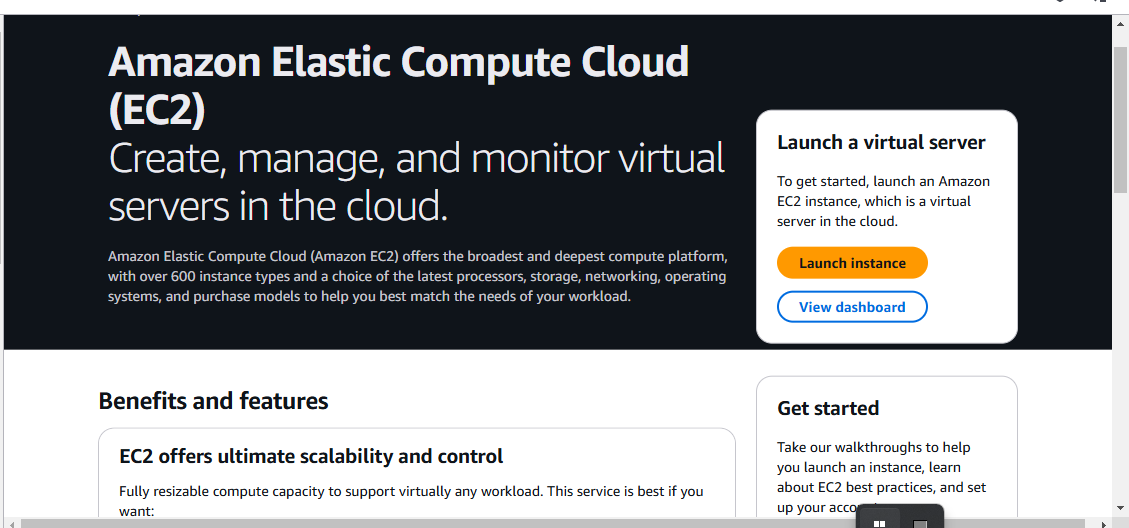 Amazon Elastic Compute Cloud
(EC2)
Create, manage, and monitor virtual
servers in the cloud.
Amazon Elastic Compute Cloud (Amazon EC2) offers the broadest and deepest compute platform,
with over 600 instance types and a choice of the latest processors, storage, networking, operating
systems, and purchase models to help you best match the needs of your workload.
Launch a virtual server
To get started, launch an Amazon
EC2 instance, which is a virtual
server in the cloud.
Launch instance
View dashboard
Benefits and features
EC2 offers ultimate scalability and control
Fully resizable compute capacity to support virtually any workload. This service is best if you
want:
Get started
Take our walkthroughs to help
you launch an instance, learn
about EC2 best practices, and set
up your